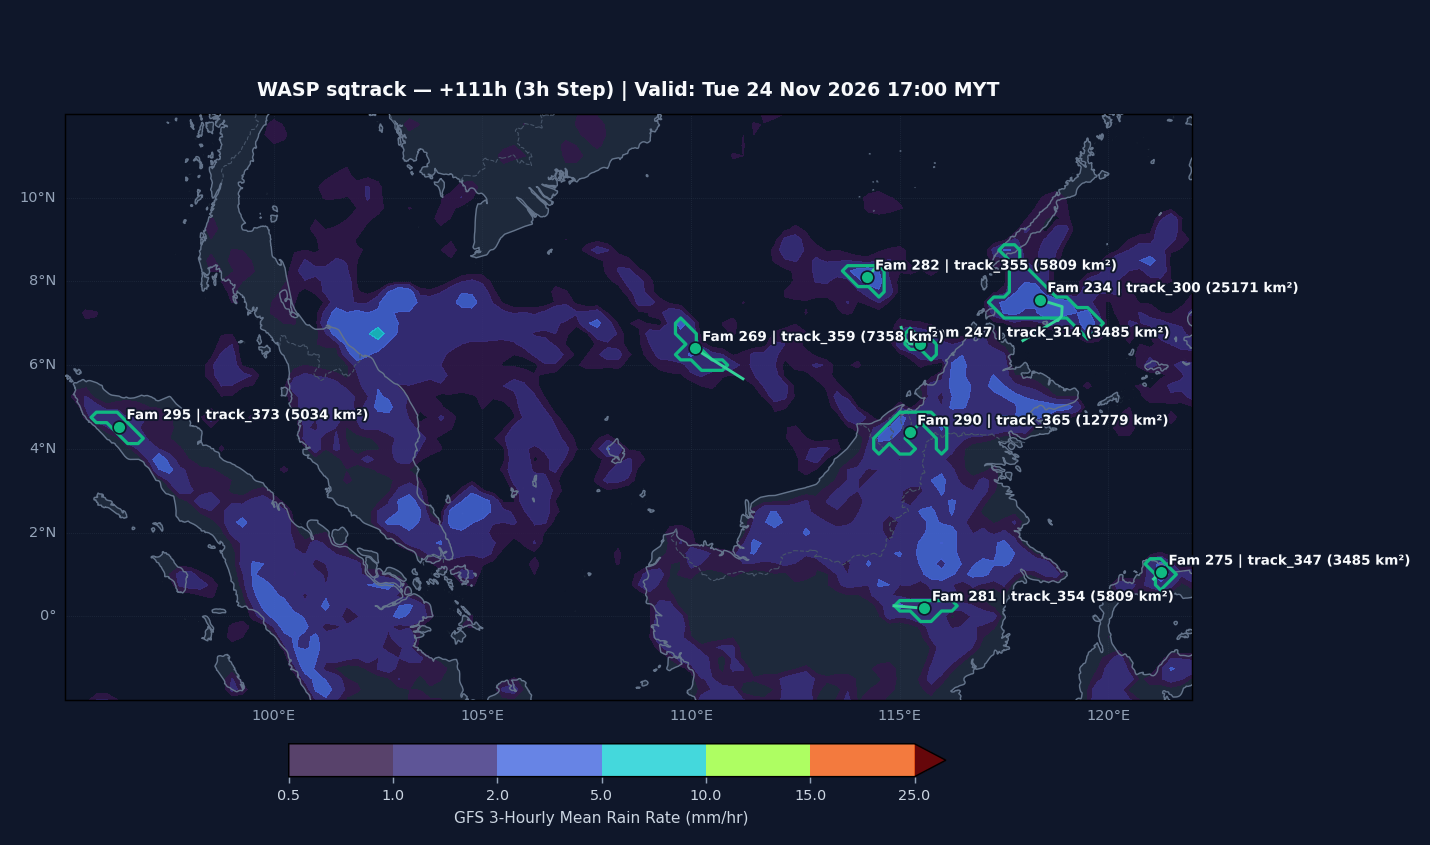 WASP sqtrack — +111h (3h Step) | Valid: Tue 24 Nov 2026 17:00 MYT
10°N
8°N
6°N
4°N
2°N
0°
Fam 282 | track_355 (5809 km²)
Fam 234 | track_300 (25171 km²)
Fam 247 | track_314 (3485 km²)
Fam 269 | track_359 (7358 km²)
Fam 295 | track_373 (5034 km²)
Fam 290 | track_365 (12779 km²)
Fam 275 | track_347 (3485 km²)
Fam 281 | track_354 (5809 km²)
100°E 105°E 110°E 115°E 120°E
0.5 1.0 2.0 5.0 10.0 15.0 25.0
GFS 3-Hourly Mean Rain Rate (mm/hr)